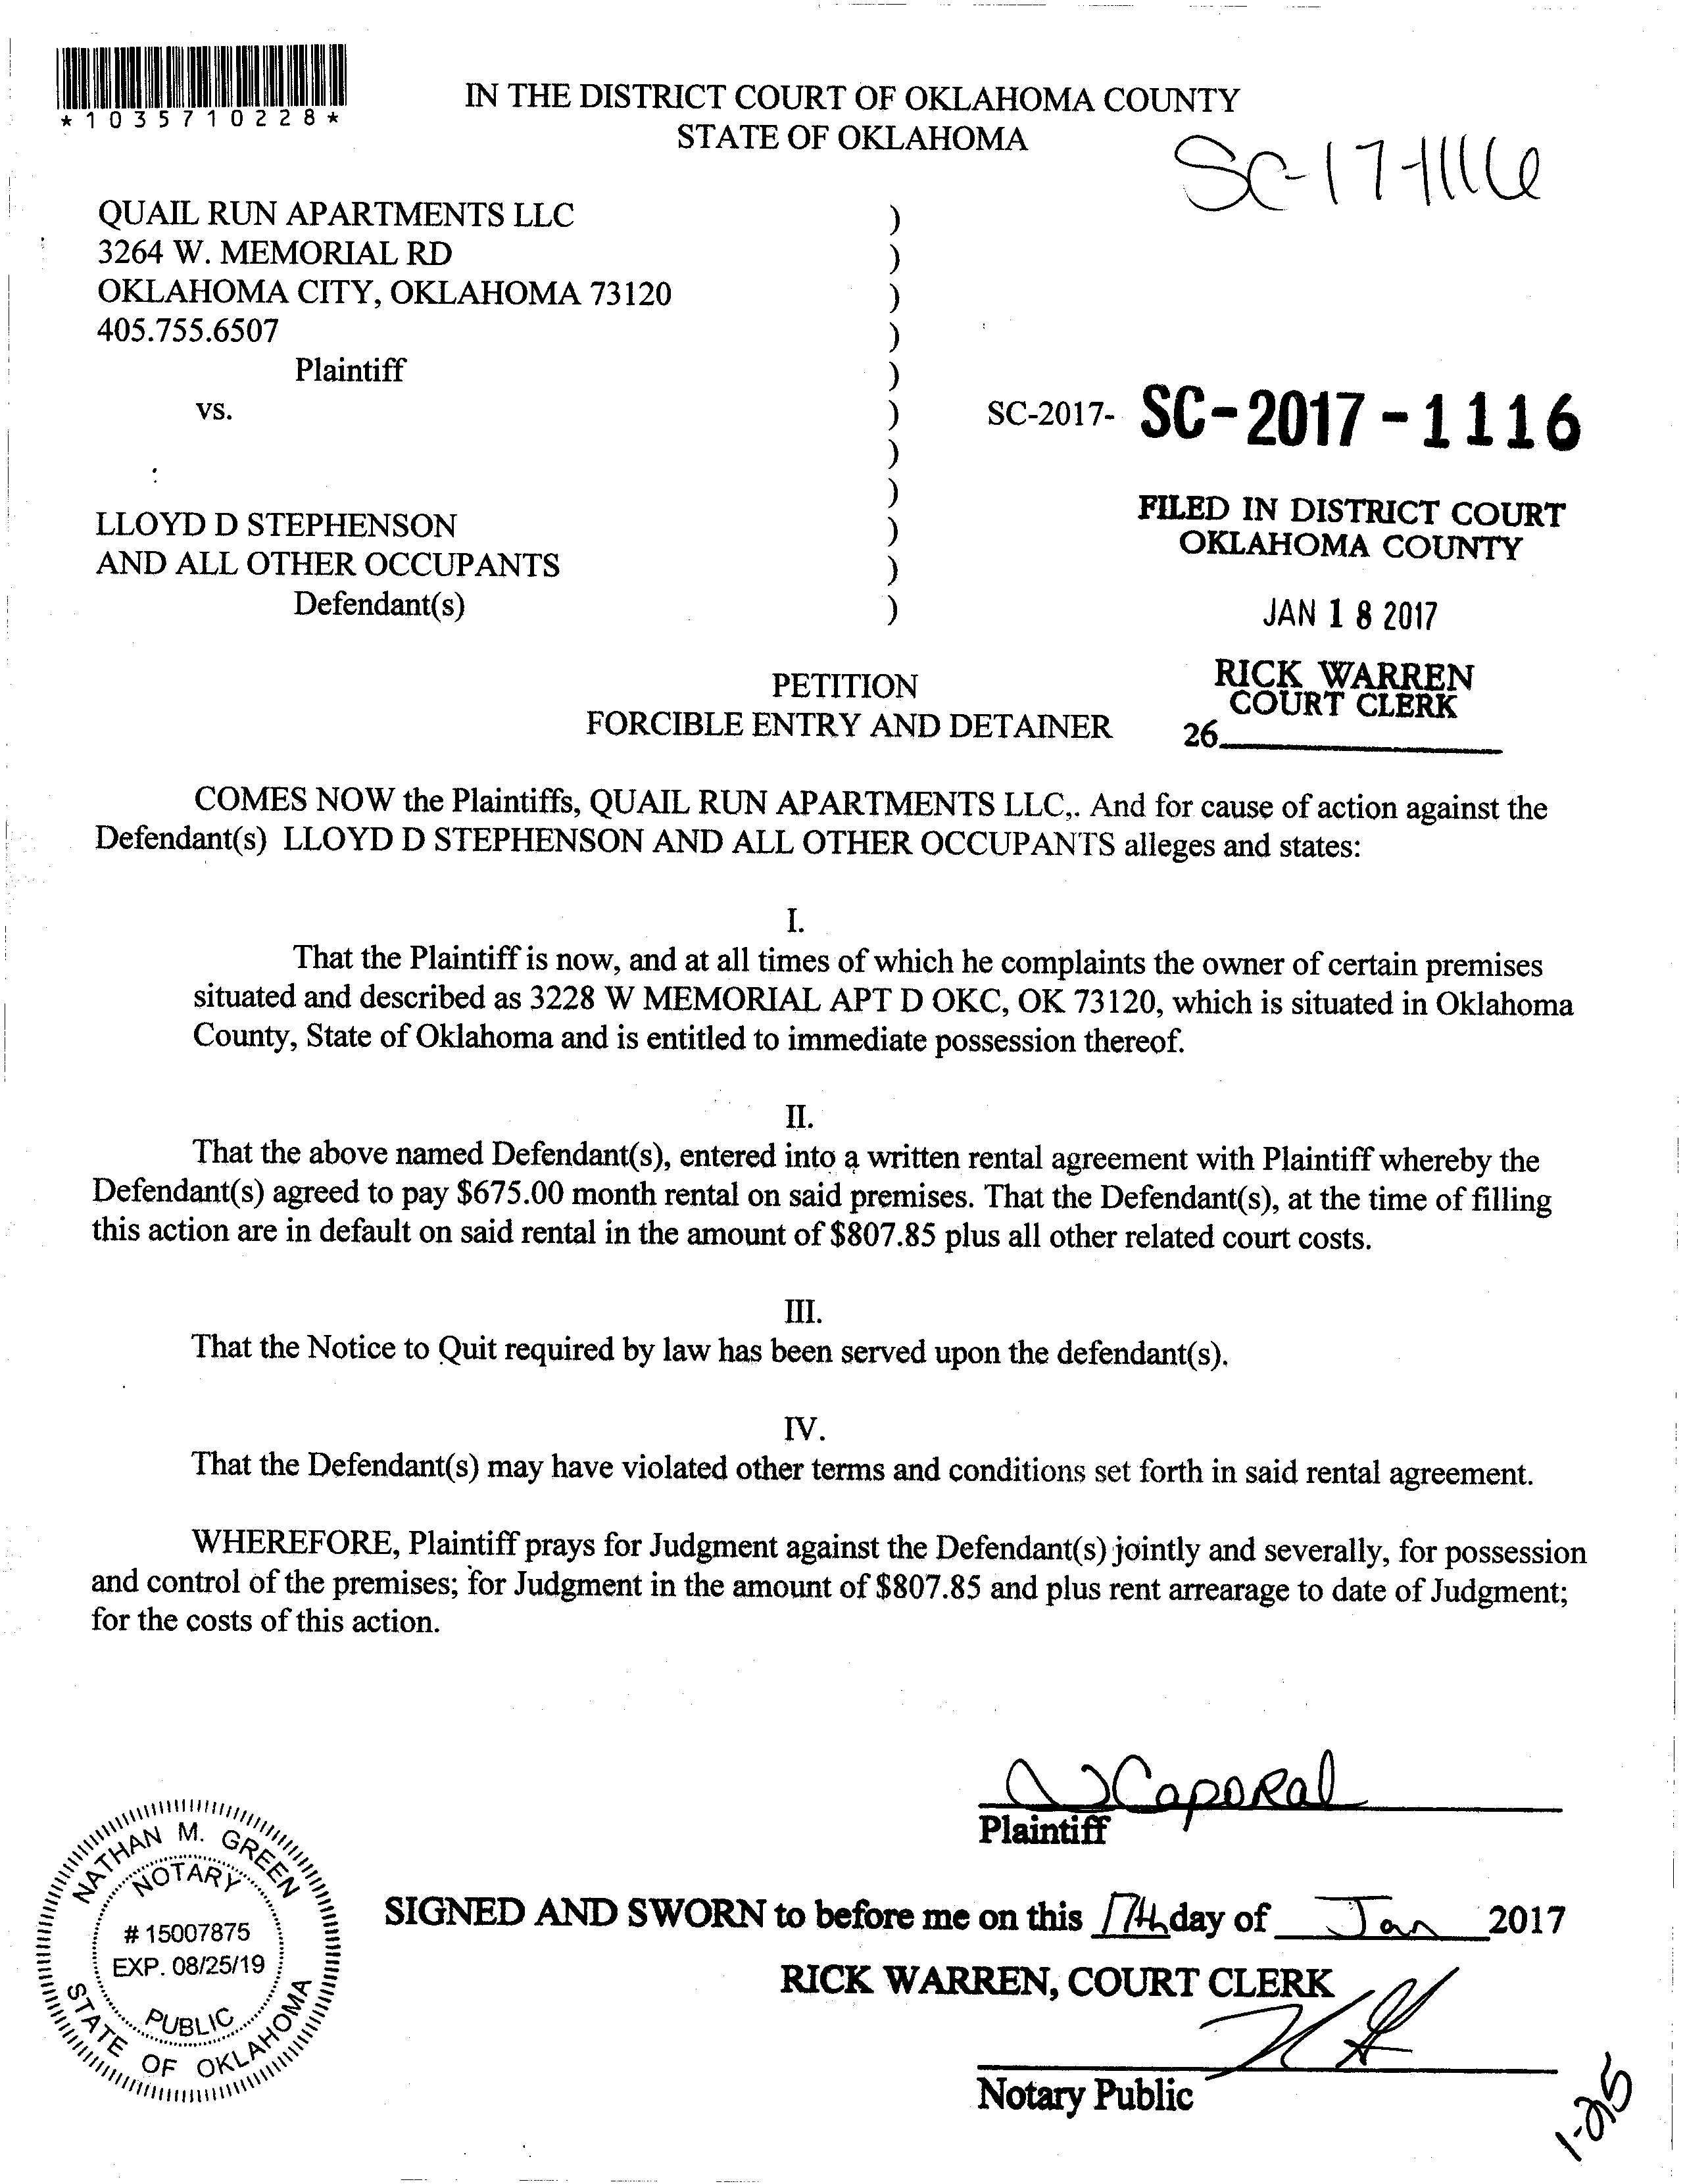 *1035710228*
IN THE DISTRICT COURT OF OKLAHOMA COUNTY
STATE OF OKLAHOMA
SC-17-1116
QUAIL RUN APARTMENTS LLC )
3264 W. MEMORIAL RD )
OKLAHOMA CITY, OKLAHOMA 73120 )
405.755.6507 )
Plaintiff )
vs. ) SC-2017- SC-2017-1116
)
)
LLOYD D STEPHENSON )
AND ALL OTHER OCCUPANTS )
Defendant(s) )
FILED IN DISTRICT COURT
OKLAHOMA COUNTY
JAN 18 2017
RICK WARREN
COURT CLERK
26
PETITION
FORCIBLE ENTRY AND DETAINER
COMES NOW the Plaintiffs, QUAIL RUN APARTMENTS LLC,. And for cause of action against the
Defendant(s) LLOYD D STEPHENSON AND ALL OTHER OCCUPANTS alleges and states:
I.
That the Plaintiff is now, and at all times of which he complaints the owner of certain premises
situated and described as 3228 W MEMORIAL APT D OKC, OK 73120, which is situated in Oklahoma
County, State of Oklahoma and is entitled to immediate possession thereof.
II.
That the above named Defendant(s), entered into a written rental agreement with Plaintiff whereby the
Defendant(s) agreed to pay $675.00 month rental on said premises. That the Defendant(s), at the time of filling
this action are in default on said rental in the amount of $807.85 plus all other related court costs.
III.
That the Notice to Quit required by law has been served upon the defendant(s).
IV.
That the Defendant(s) may have violated other terms and conditions set forth in said rental agreement.
WHEREFORE, Plaintiff prays for Judgment against the Defendant(s) jointly and severally, for possession
and control of the premises; for Judgment in the amount of $807.85 and plus rent arrearage to date of Judgment;
for the costs of this action.
Caporal
Plaintiff
NATHAN M. GREEN
NOTARY
# 15007875
EXP. 08/25/19
PUBLIC
STATE OF OKLAHOMA
SIGNED AND SWORN to before me on this 17th day of Jan 2017
RICK WARREN, COURT CLERK
Notary Public
1-25